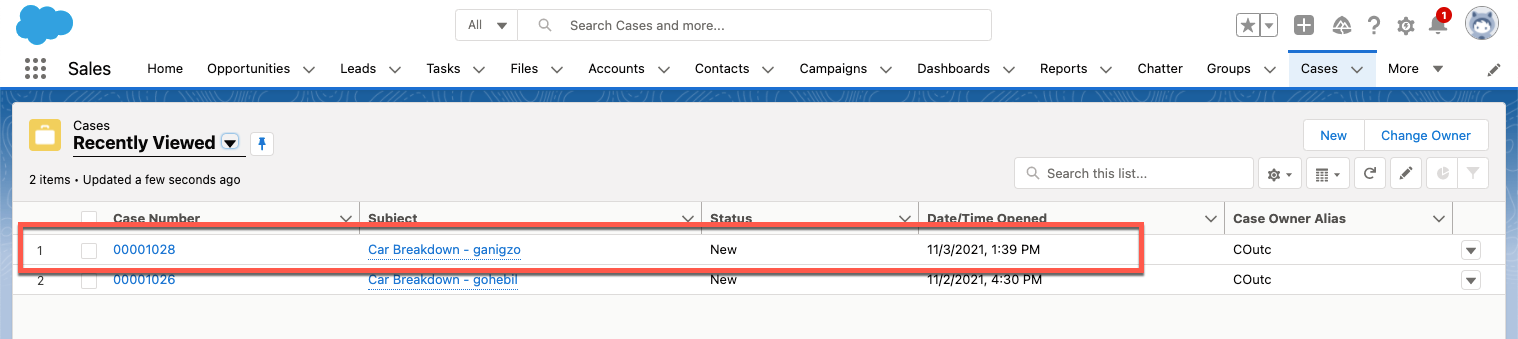 All Search Cases and more... 1
Sales Home Opportunities Leads Tasks Files Accounts Contacts Campaigns Dashboards Reports Chatter Groups Cases More
Cases
Recently Viewed
New Change Owner
2 items • Updated a few seconds ago
Search this list...
Case Number Subject Status Date/Time Opened Case Owner Alias
1 00001028 Car Breakdown - ganigzo New 11/3/2021, 1:39 PM COutc
2 00001026 Car Breakdown - gohebil New 11/2/2021, 4:30 PM COutc